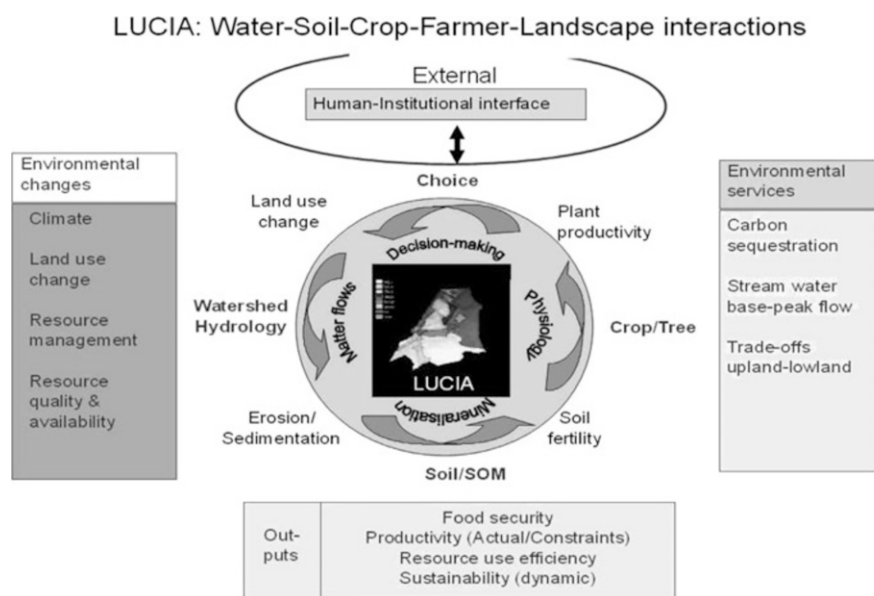 LUCIA: Water-Soil-Crop-Farmer-Landscape interactions
External
Human-Institutional interface
Environmental
changes
Climate
Land use
change
Resource
management
Resource
quality &
availability
Choice
Land use
change
Plant
productivity
Decision-making
Watershed
Hydrology
Matter flows
Physiology
Crop/Tree
LUCIA
Mineralisation
Erosion/
Sedimentation
Soil
fertility
Soil/SOM
Environmental
services
Carbon
sequestration
Stream water
base-peak flow
Trade-offs
upland-lowland
Out-
puts
Food security
Productivity (Actual/Constraints)
Resource use efficiency
Sustainability (dynamic)